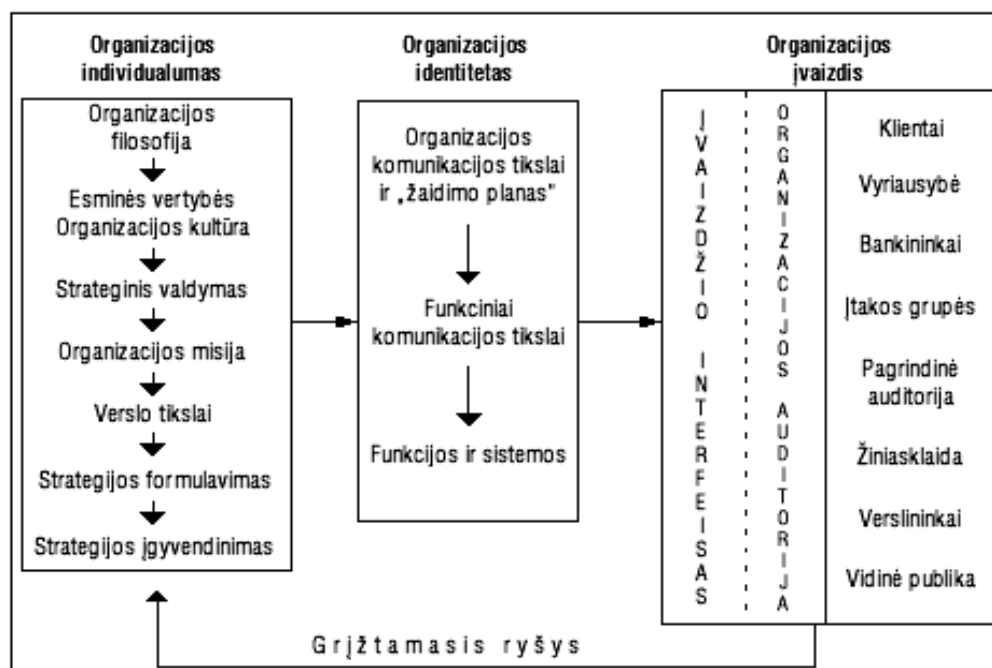 Organizacijos
individualumas
Organizacijos
filosofija
Esminės vertybės
Organizacijos kultūra
Strateginis valdymas
Organizacijos misija
Verslo tikslai
Strategijos formulavimas
Strategijos įgyvendinimas
Organizacijos
identitetas
Organizacijos
komunikacijos tikslai
ir „žaidimo planas"
Funkciniai
komunikacijos tikslai
Funkcijos ir sistemos
Organizacijos
įvaizdis
ĮVAIZDŽIO INTERFEISAS
ORGANIZACIJOS AUDITORIJA
Klientai
Vyriausybė
Bankininkai
Įtakos grupės
Pagrindinė
auditorija
Žiniasklaida
Verslininkai
Vidinė publika
Grįžtamasis ryšys